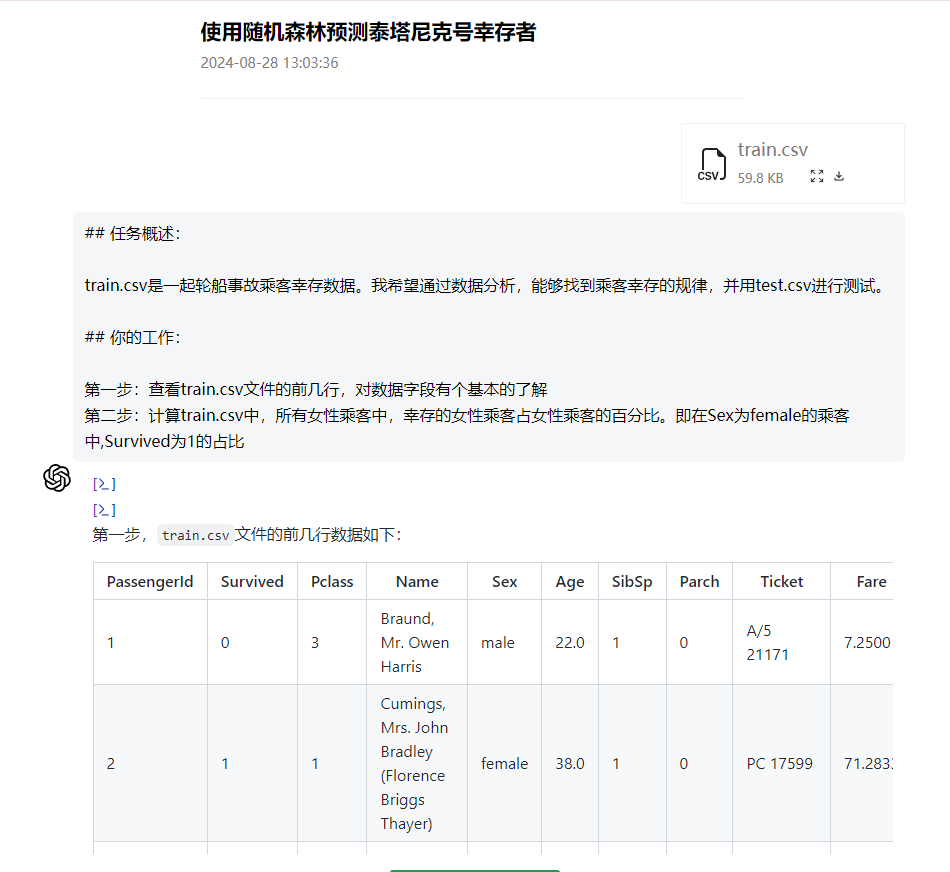 使用随机森林预测泰塔尼克号幸存者
2024-08-28 13:03:36
train.csv
CSV
59.8 KB
## 任务概述：
train.csv是一起轮船事故乘客幸存数据。我希望通过数据分析，能够找到乘客幸存的规律，并用test.csv进行测试。
## 你的工作：
第一步：查看train.csv文件的前几行，对数据字段有个基本的了解
第二步：计算train.csv中，所有女性乘客中，幸存的女性乘客占女性乘客的百分比。即在Sex为female的乘客
中,Survived为1的占比
[>_]
[>_]
第一步，train.csv文件的前几行数据如下：
PassengerId Survived Pclass Name Sex Age SibSp Parch Ticket Fare
Braund,
Mr. Owen
Harris
1 0 3 male 22.0 1 0 A/5
21171 7.2500
Cumings,
Mrs. John
Bradley
(Florence
Briggs
Thayer)
2 1 1 female 38.0 1 0 PC 17599 71.283